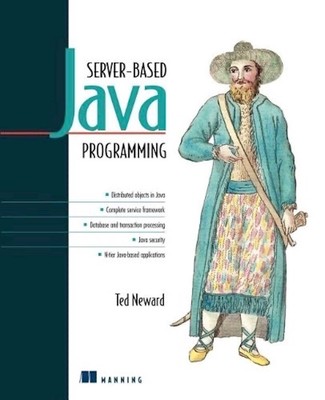 SERVER-BASED
Java
PROGRAMMING
Distributed objects in Java
Complete service framework
Database and transaction processing
Java security
N-tier Java-based applications
Ted Neward
MANNING